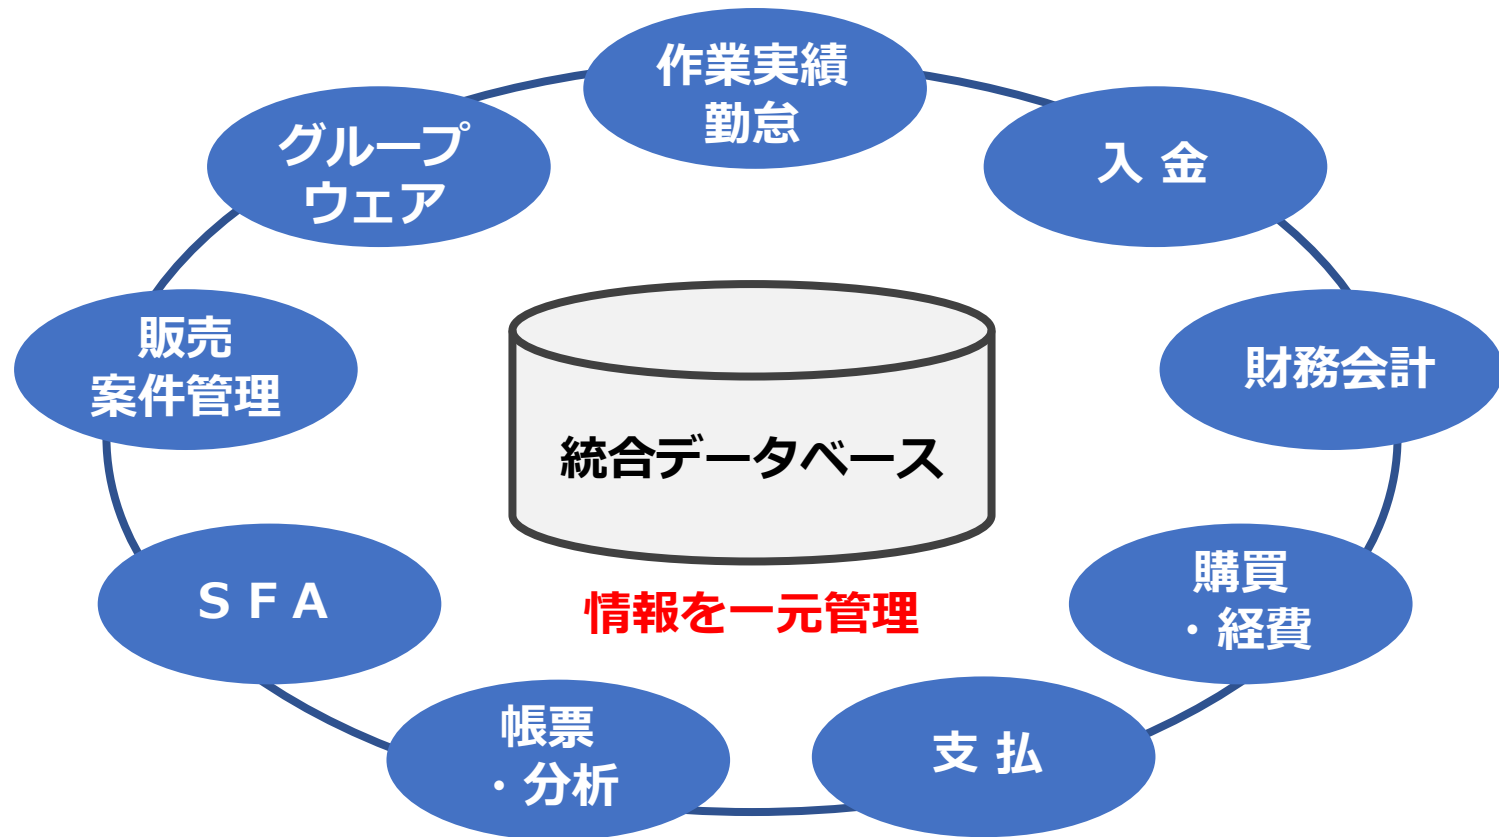 作業実績
勤怠
グループ
ウェア
入 金
販売
案件管理
財務会計
統合データベース
ＳＦＡ
情報を一元管理
購買
・経費
帳票
・分析
支 払